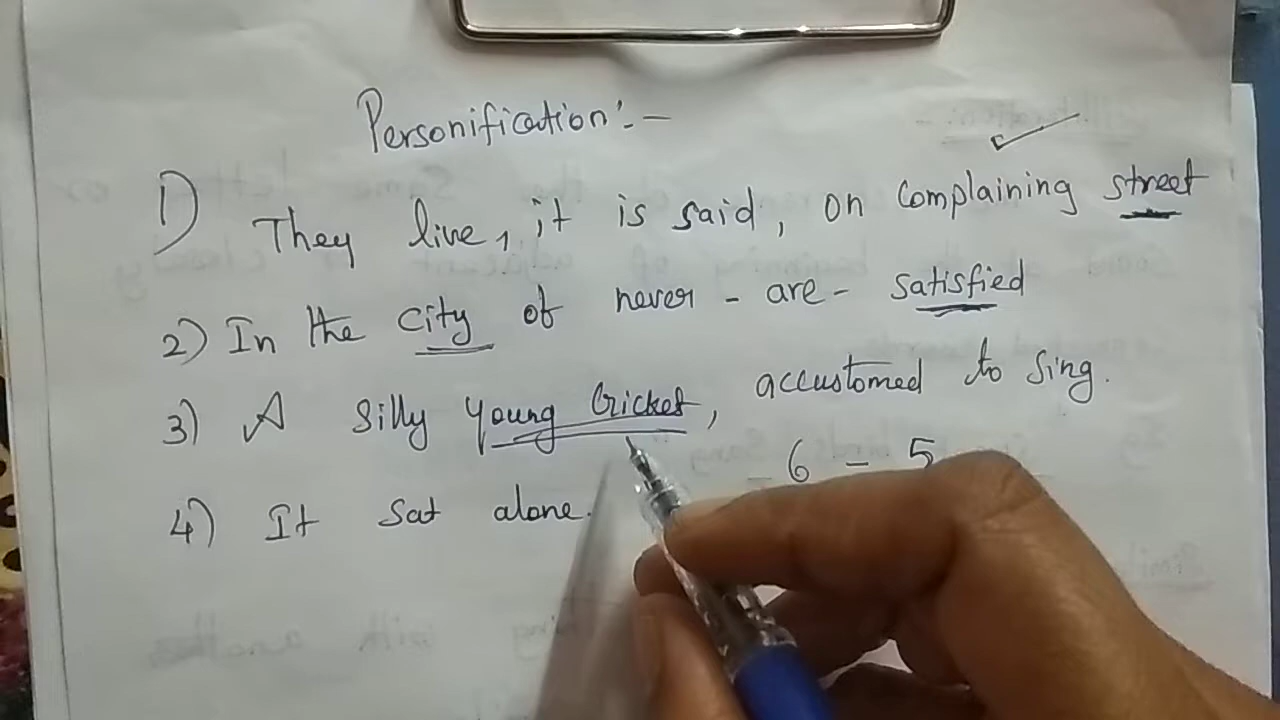 Personification:-
1) They live, it is said, on complaining street
2) In the city of never - are - satisfied
3) A silly young Cricket, accustomed to sing.
- 6 - 5
4) It sat alone.